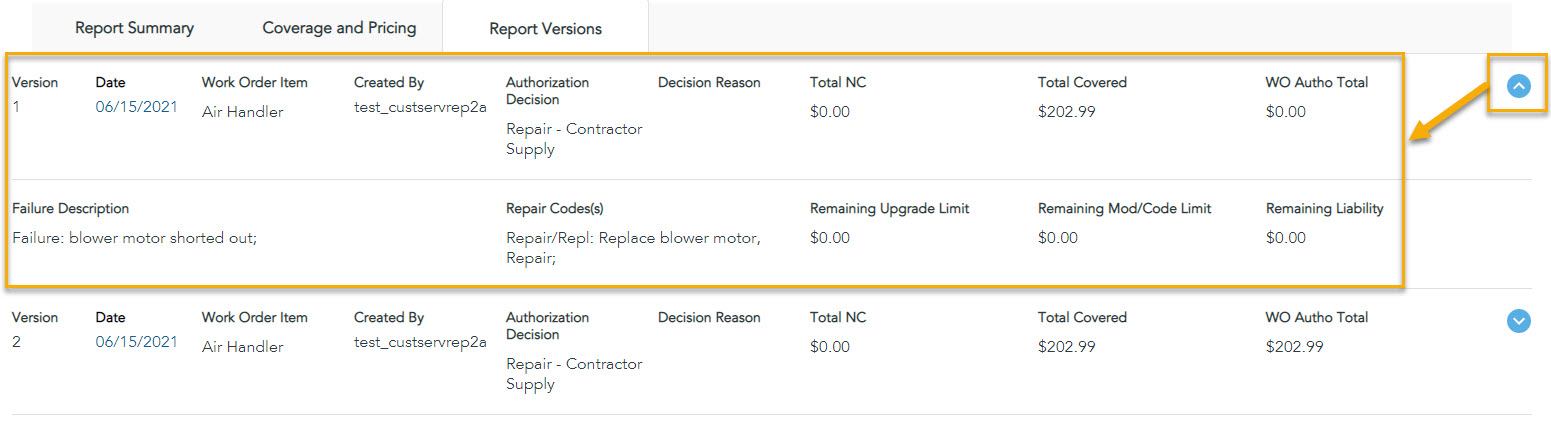 Report Summary Coverage and Pricing Report Versions
Version Date Work Order Item Created By Authorization Decision Decision Reason Total NC Total Covered WO Autho Total
1 06/15/2021 Air Handler test_custservrep2a Repair - Contractor Supply $0.00 $202.99 $0.00
Failure Description Repair Codes(s) Remaining Upgrade Limit Remaining Mod/Code Limit Remaining Liability
Failure: blower motor shorted out; Repair/Repl: Replace blower motor, Repair; $0.00 $0.00 $0.00
Version Date Work Order Item Created By Authorization Decision Decision Reason Total NC Total Covered WO Autho Total
2 06/15/2021 Air Handler test_custservrep2a Repair - Contractor Supply $0.00 $202.99 $202.99